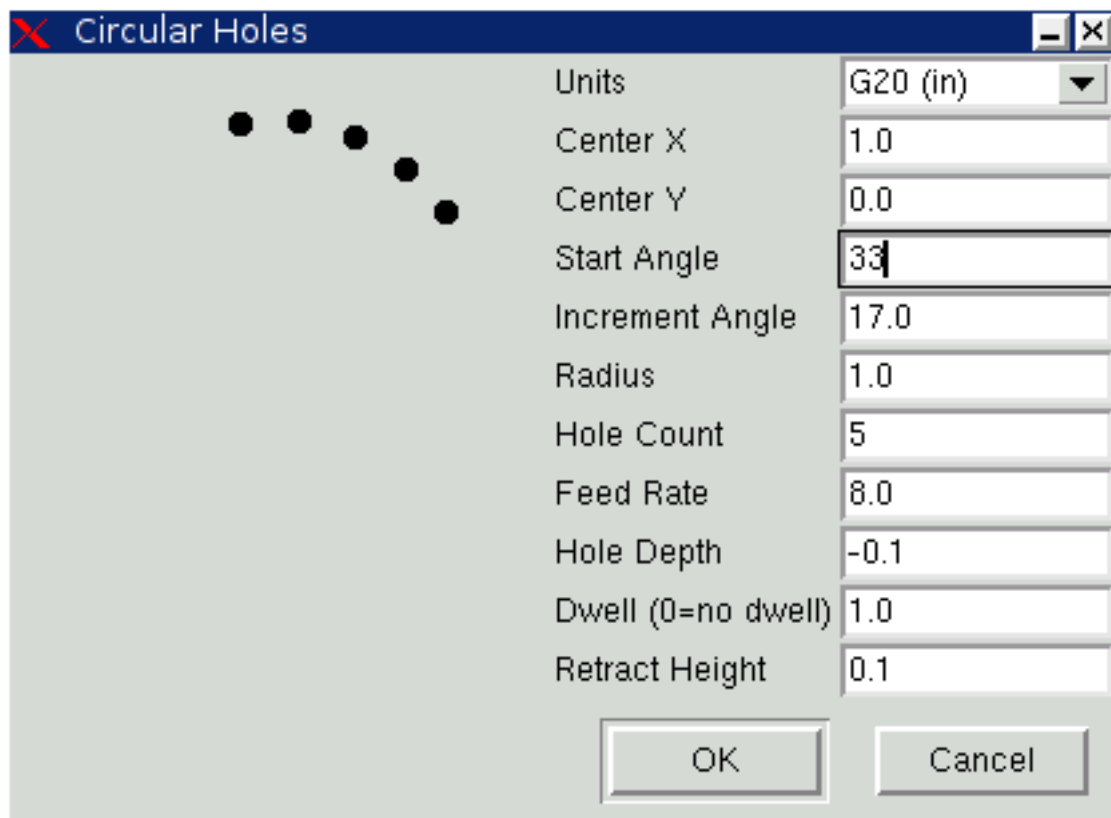 Circular Holes
Units G20 (in)
Center X 1.0
Center Y 0.0
Start Angle 33
Increment Angle 17.0
Radius 1.0
Hole Count 5
Feed Rate 8.0
Hole Depth -0.1
Dwell (0=no dwell) 1.0
Retract Height 0.1
OK Cancel